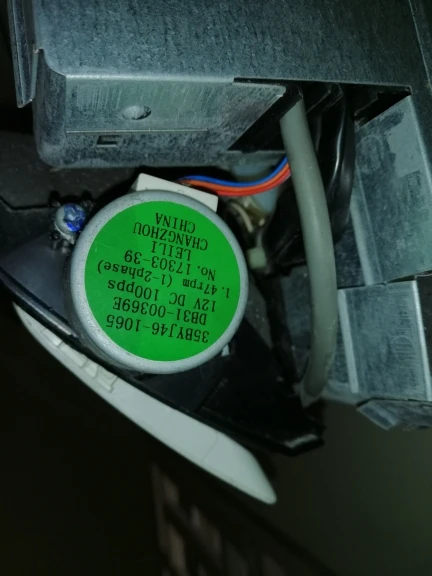 35BYJ46-1065
DB31-00369E
12V DC 100pps
1.47rpm (1-2phase)
No.17303-39
LEILI
CHANGZHOU
CHINA